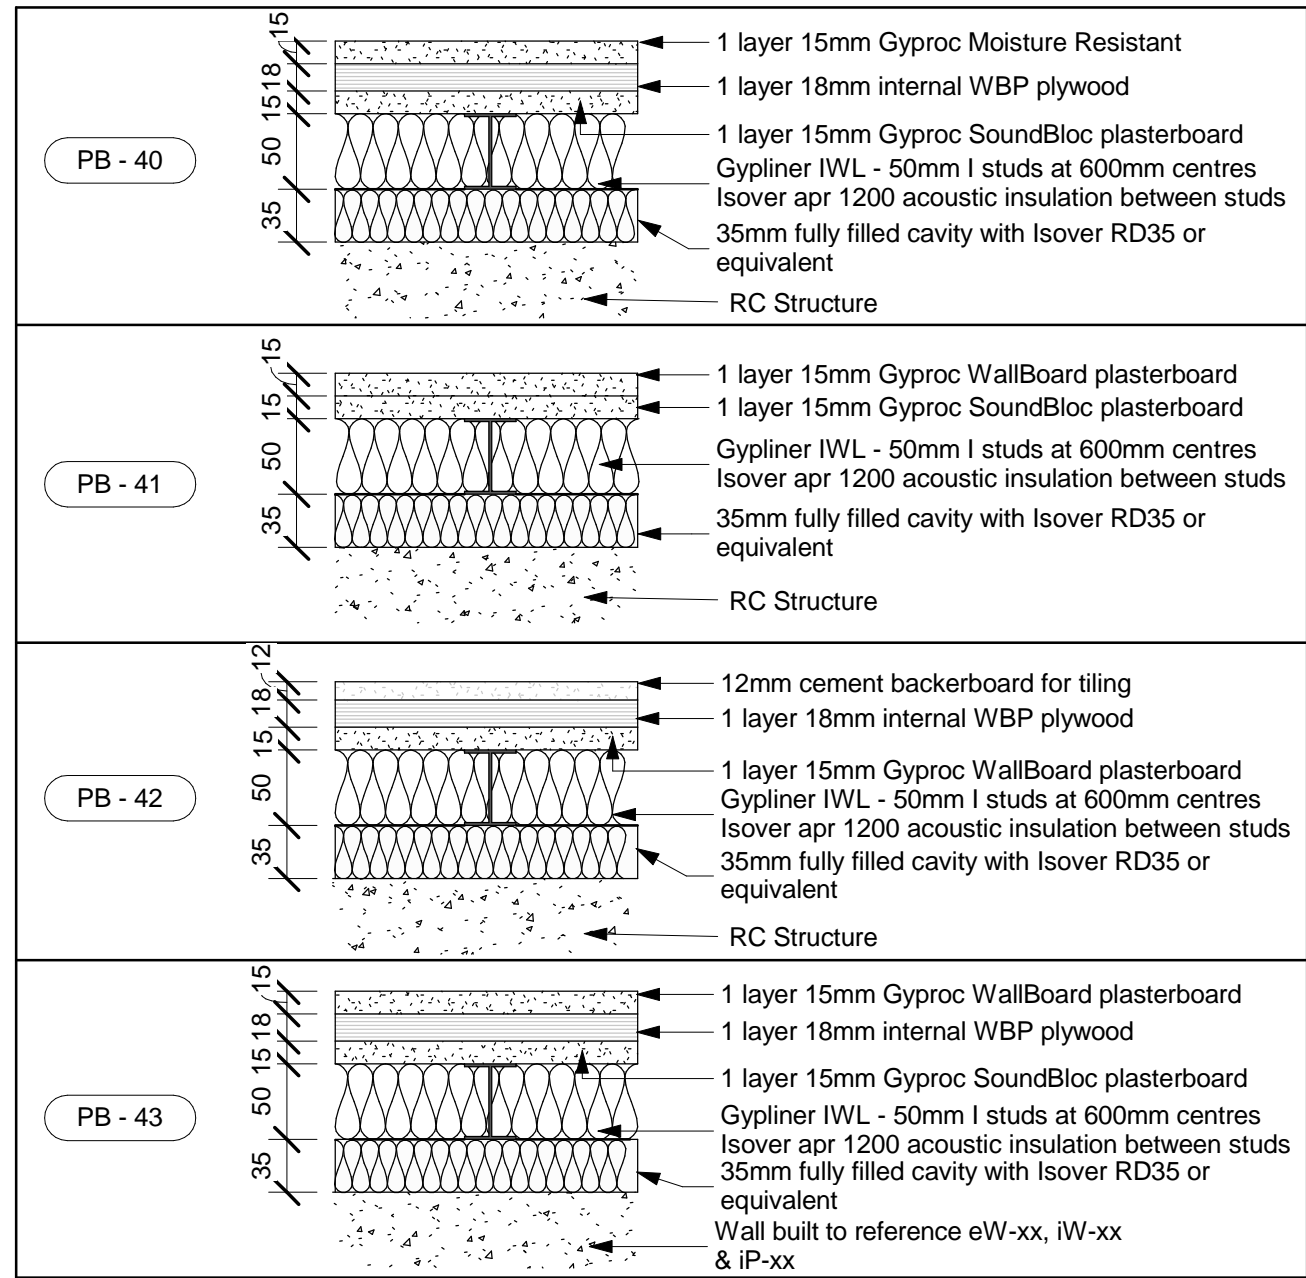 PB - 40
15
18
15
50
35
1 layer 15mm Gyproc Moisture Resistant
1 layer 18mm internal WBP plywood
1 layer 15mm Gyproc SoundBloc plasterboard
Gypliner IWL - 50mm I studs at 600mm centres
Isover apr 1200 acoustic insulation between studs
35mm fully filled cavity with Isover RD35 or
equivalent
RC Structure
PB - 41
15
15
50
35
1 layer 15mm Gyproc WallBoard plasterboard
1 layer 15mm Gyproc SoundBloc plasterboard
Gypliner IWL - 50mm I studs at 600mm centres
Isover apr 1200 acoustic insulation between studs
35mm fully filled cavity with Isover RD35 or
equivalent
RC Structure
PB - 42
12
18
15
50
35
12mm cement backerboard for tiling
1 layer 18mm internal WBP plywood
1 layer 15mm Gyproc WallBoard plasterboard
Gypliner IWL - 50mm I studs at 600mm centres
Isover apr 1200 acoustic insulation between studs
35mm fully filled cavity with Isover RD35 or
equivalent
RC Structure
PB - 43
15
18
15
50
35
1 layer 15mm Gyproc WallBoard plasterboard
1 layer 18mm internal WBP plywood
1 layer 15mm Gyproc SoundBloc plasterboard
Gypliner IWL - 50mm I studs at 600mm centres
Isover apr 1200 acoustic insulation between studs
35mm fully filled cavity with Isover RD35 or
equivalent
Wall built to reference eW-xx, iW-xx
& iP-xx